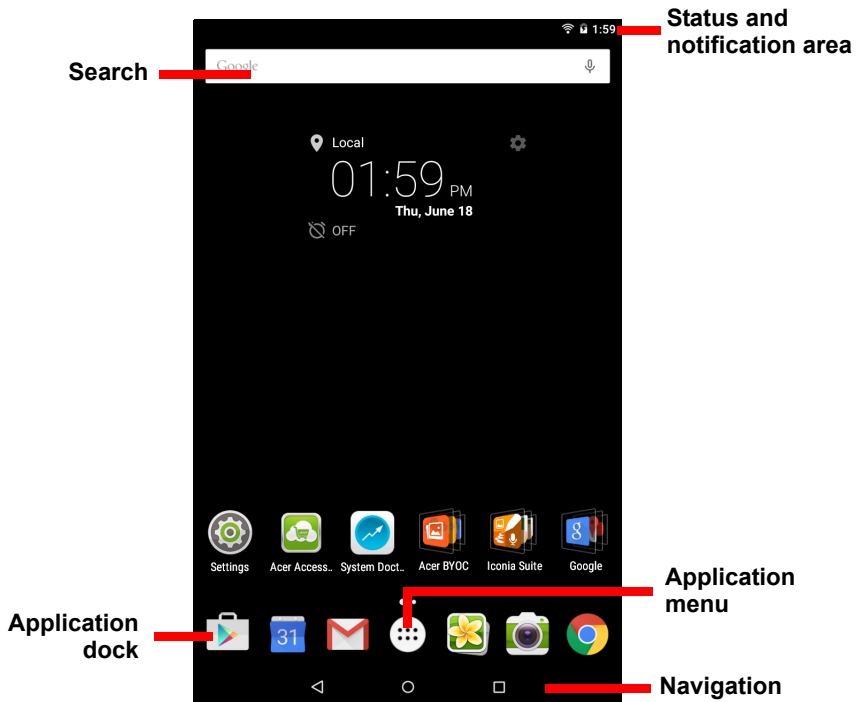 Status and
notification area
1:59
Search
Google
Local
01:59 PM
Thu, June 18
OFF
Settings
Acer Access..
System Doct..
Acer BYOC
Iconia Suite
Google
8
Application
menu
Application
dock
31
Navigation